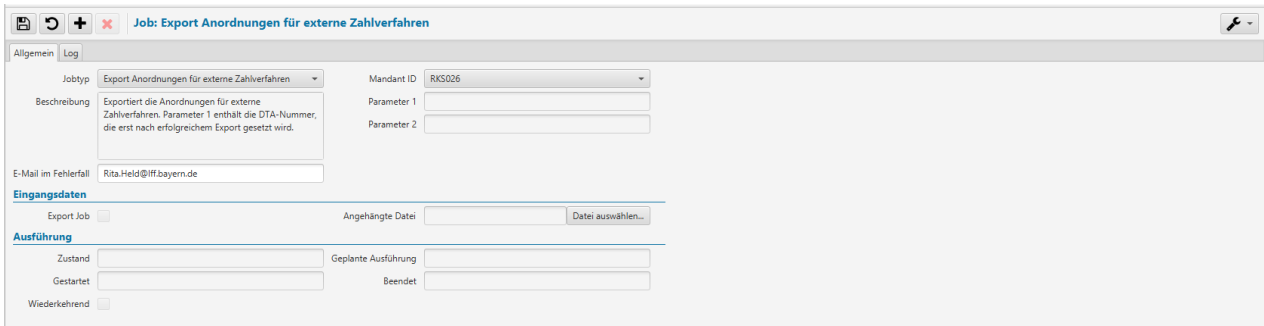 Job: Export Anordnungen für externe Zahlverfahren
Allgemein Log
Jobtyp Export Anordnungen für externe Zahlverfahren Mandant ID RKS026
Beschreibung Exportiert die Anordnungen für externe
Zahlverfahren. Parameter 1 enthält die DTA-Nummer,
die erst nach erfolgreichem Export gesetzt wird.
Parameter 1
Parameter 2
E-Mail im Fehlerfall Rita.Held@lff.bayern.de
Eingangsdaten
Export Job Angehängte Datei Datei auswählen...
Ausführung
Zustand Geplante Ausführung
Gestartet Beendet
Wiederkehrend